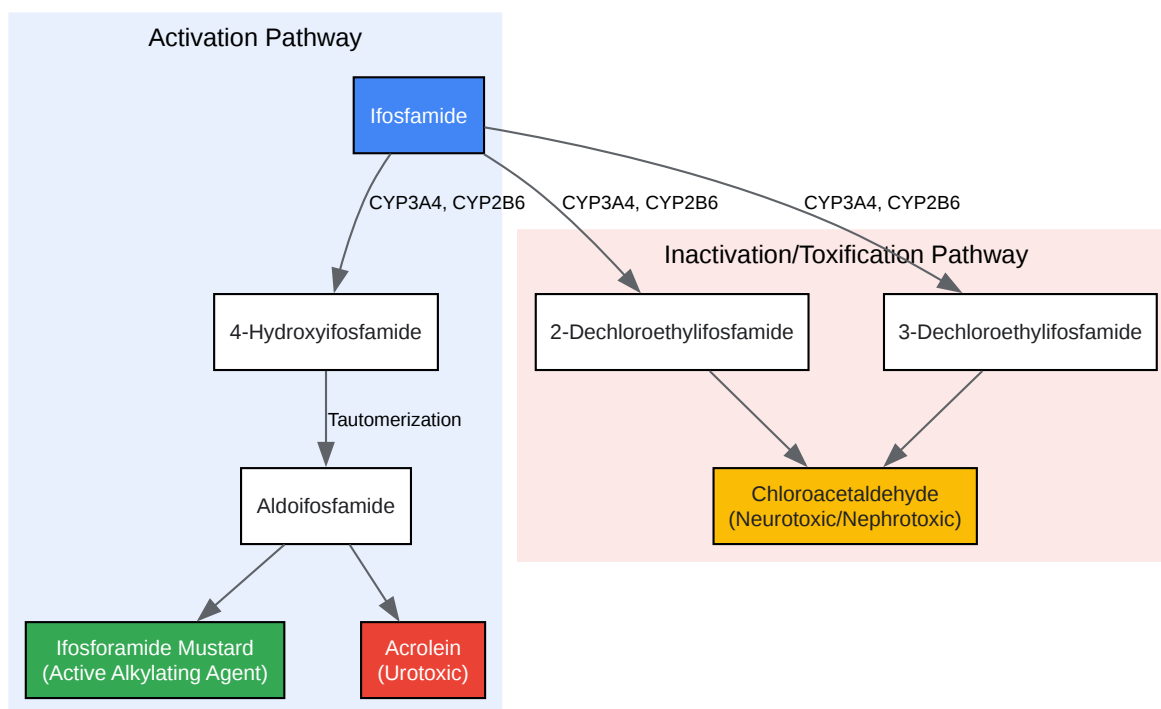 Activation Pathway
Ifosfamide
CYP3A4, CYP2B6
CYP3A4, CYP2B6
CYP3A4, CYP2B6
Inactivation/Toxification Pathway
4-Hydroxyifosfamide
2-Dechloroethylifosfamide
3-Dechloroethylifosfamide
Tautomerization
Aldoifosfamide
Chloroacetaldehyde
(Neurotoxic/Nephrotoxic)
Ifosforamide Mustard
(Active Alkylating Agent)
Acrolein
(Urotoxic)